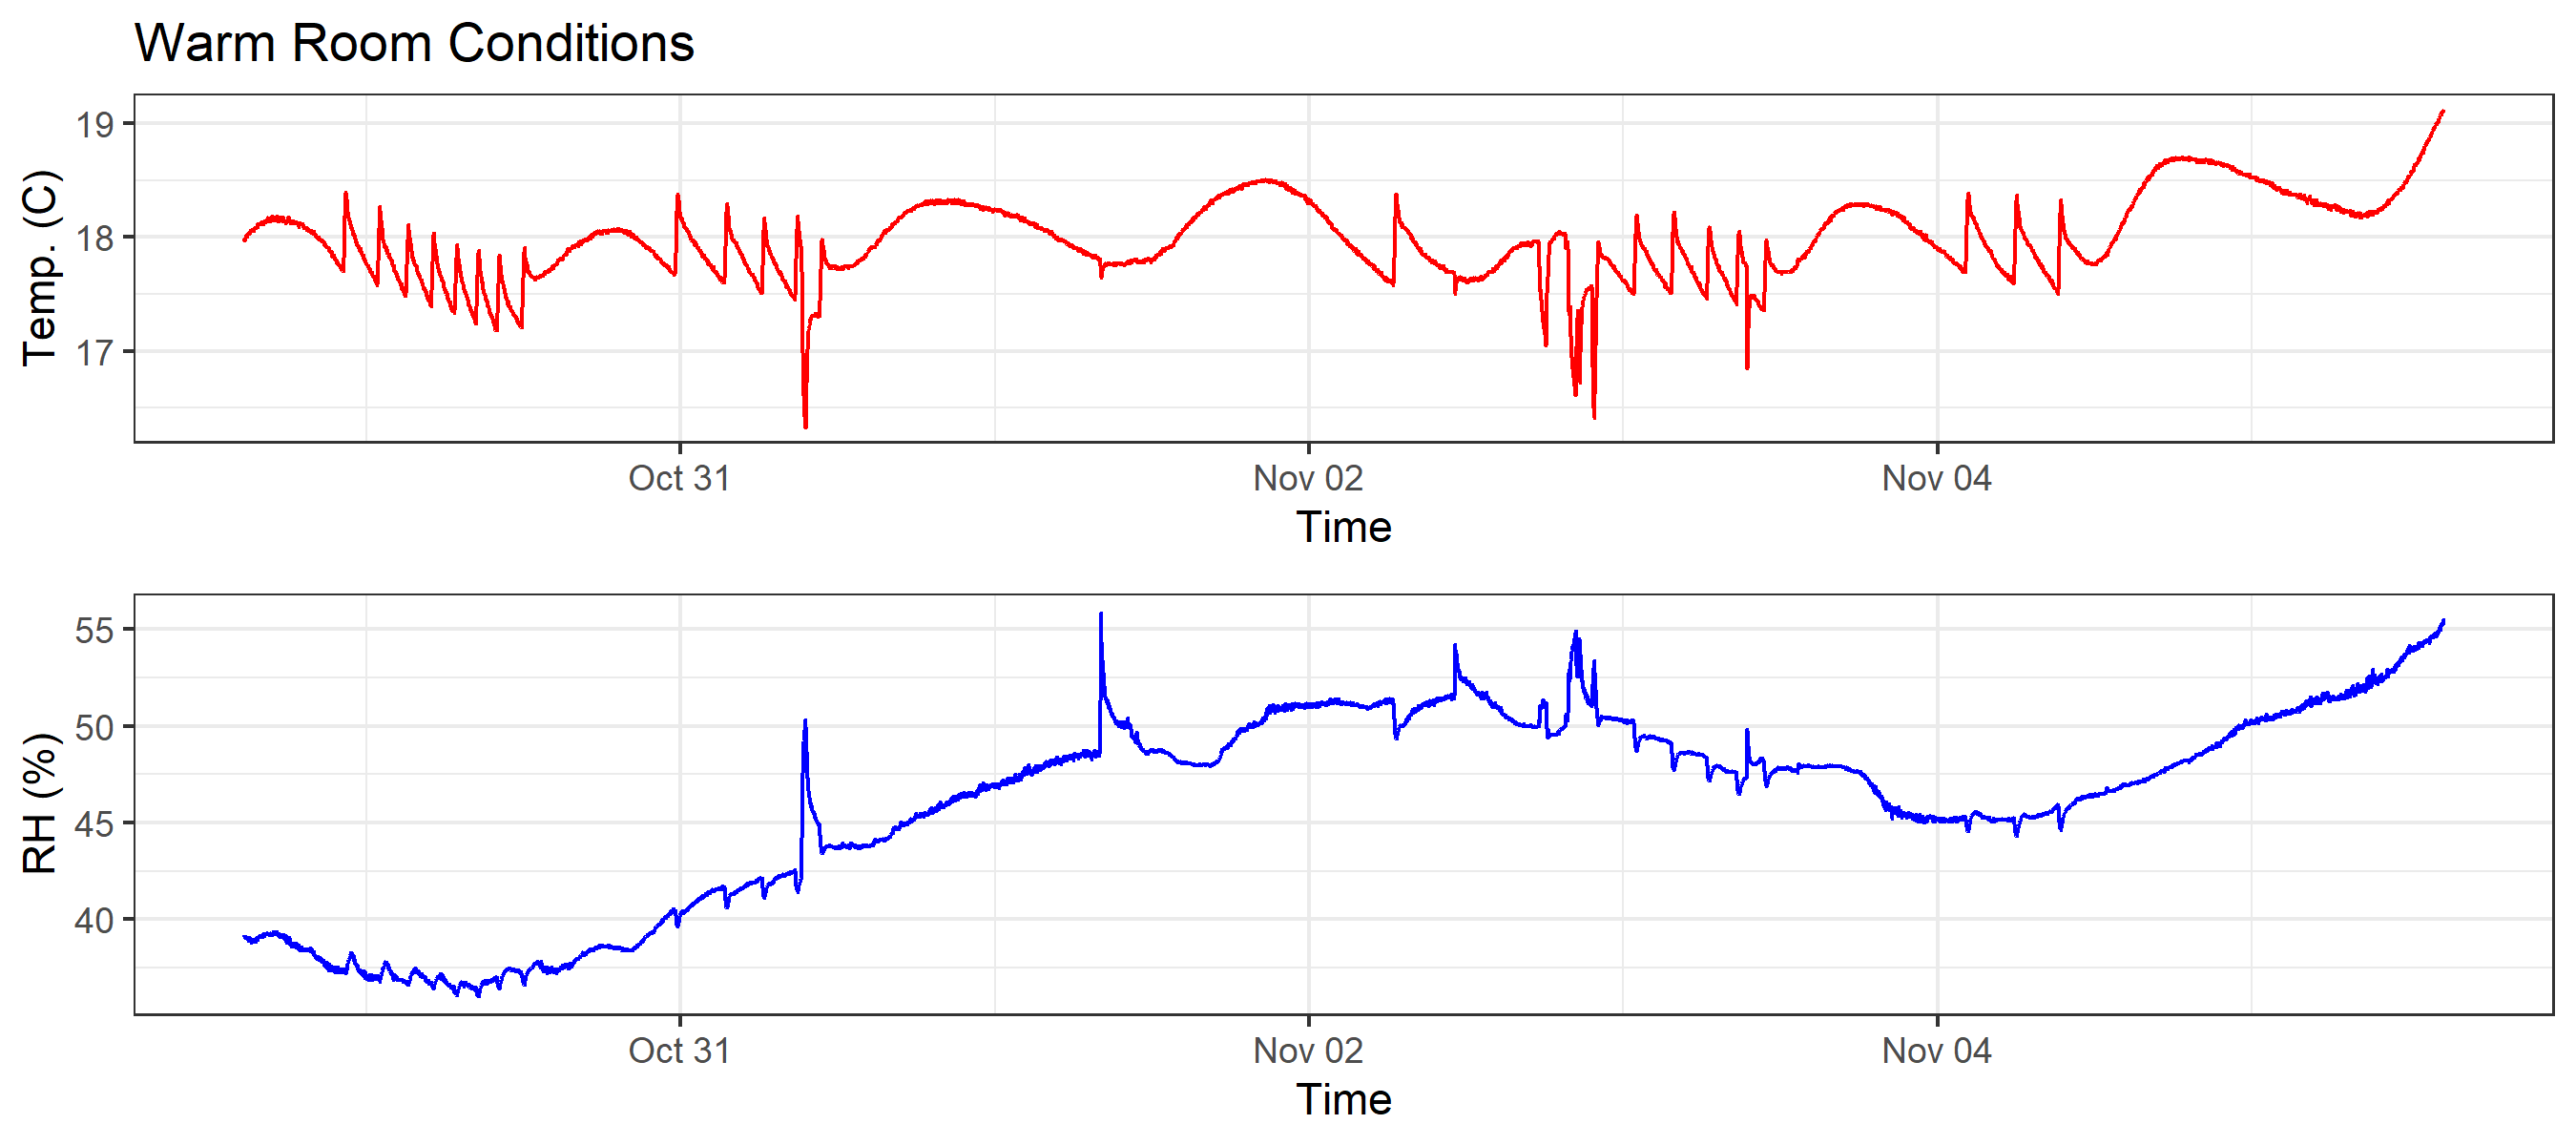 Warm Room Conditions
Temp. (C)
19
18
17
Oct 31 Nov 02 Nov 04
Time
RH (%)
55
50
45
40
Oct 31 Nov 02 Nov 04
Time